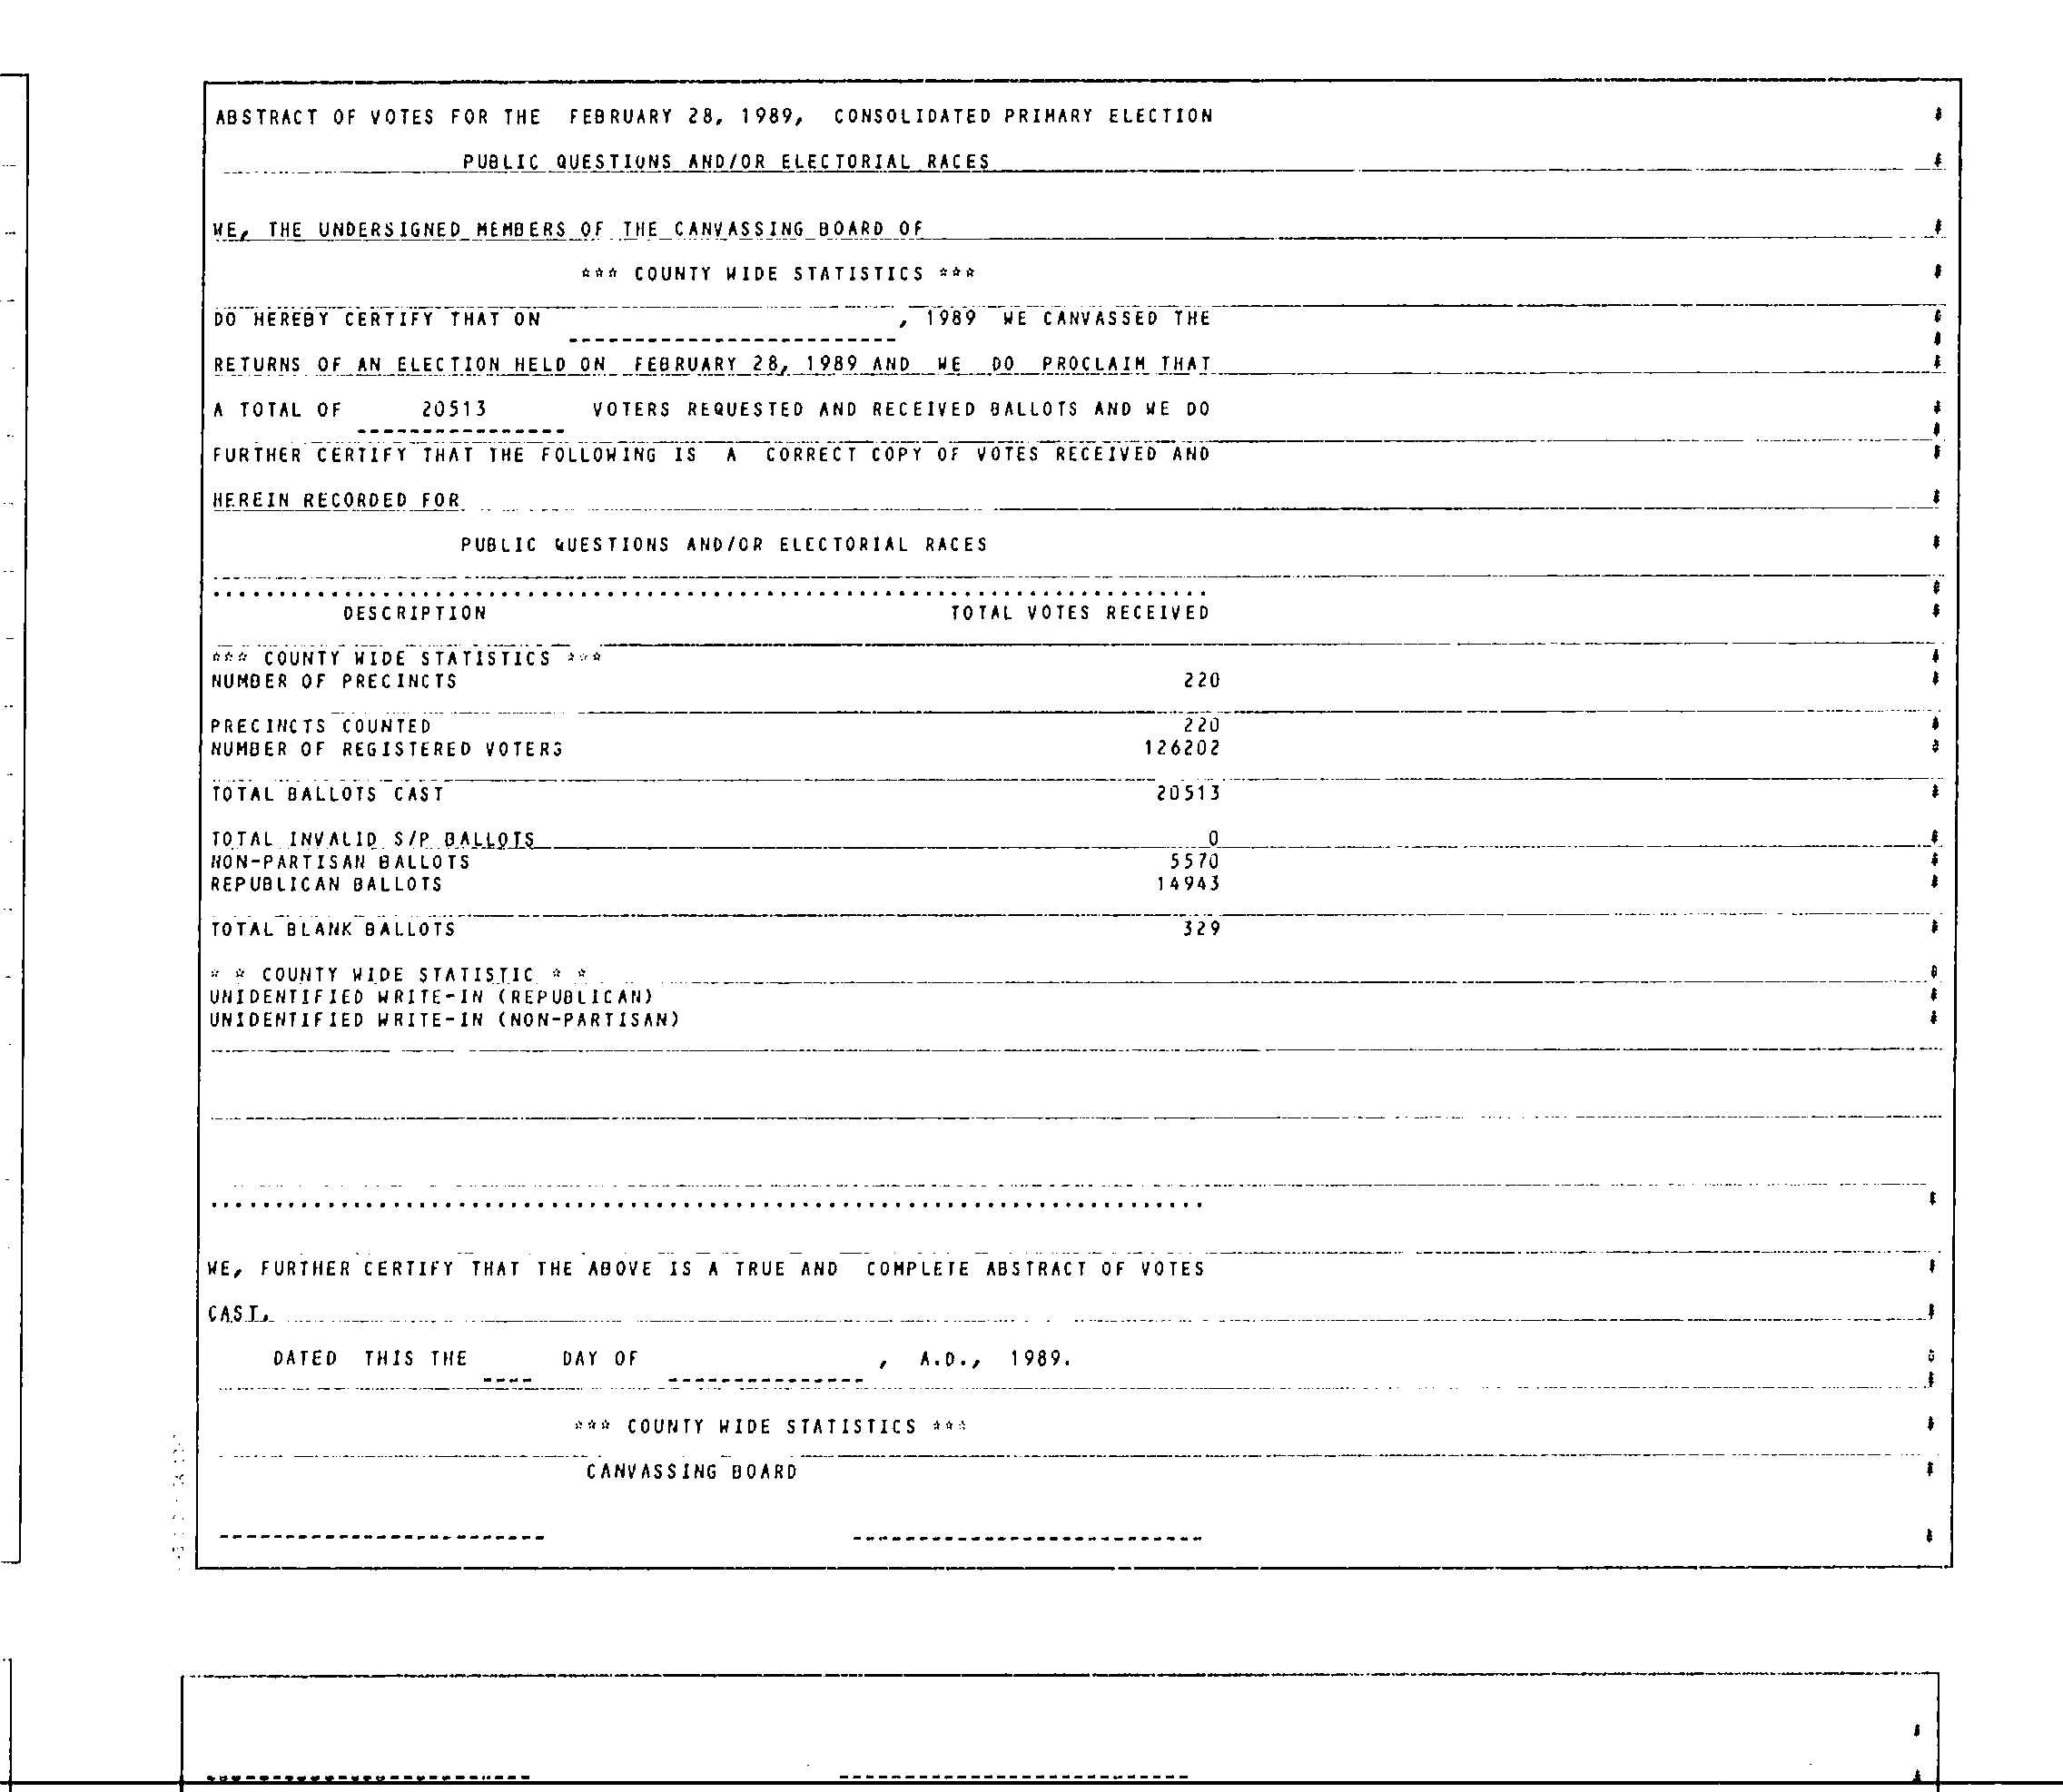 ABSTRACT OF VOTES FOR THE FEBRUARY 28, 1989, CONSOLIDATED PRIMARY ELECTION
PUBLIC QUESTIONS AND/OR ELECTORIAL RACES
WE, THE UNDERSIGNED MEMBERS OF THE CANVASSING BOARD OF
*** COUNTY WIDE STATISTICS ***
DO HEREBY CERTIFY THAT ON , 1989 WE CANVASSED THE
RETURNS OF AN ELECTION HELD ON FEBRUARY 28, 1989 AND WE DO PROCLAIM THAT
A TOTAL OF 20513 VOTERS REQUESTED AND RECEIVED BALLOTS AND WE DO
FURTHER CERTIFY THAT THE FOLLOWING IS A CORRECT COPY OF VOTES RECEIVED AND
HEREIN RECORDED FOR
PUBLIC QUESTIONS AND/OR ELECTORIAL RACES
DESCRIPTION TOTAL VOTES RECEIVED
*** COUNTY WIDE STATISTICS ***
NUMBER OF PRECINCTS 220
PRECINCTS COUNTED 220
NUMBER OF REGISTERED VOTERS 126202
TOTAL BALLOTS CAST 20513
TOTAL INVALID S/P BALLOTS 0
NON-PARTISAN BALLOTS 5570
REPUBLICAN BALLOTS 14943
TOTAL BLANK BALLOTS 329
* * COUNTY WIDE STATISTIC * *
UNIDENTIFIED WRITE-IN (REPUBLICAN)
UNIDENTIFIED WRITE-IN (NON-PARTISAN)
WE, FURTHER CERTIFY THAT THE ABOVE IS A TRUE AND COMPLETE ABSTRACT OF VOTES
CAST.
DATED THIS THE DAY OF , A.D., 1989.
*** COUNTY WIDE STATISTICS ***
CANVASSING BOARD